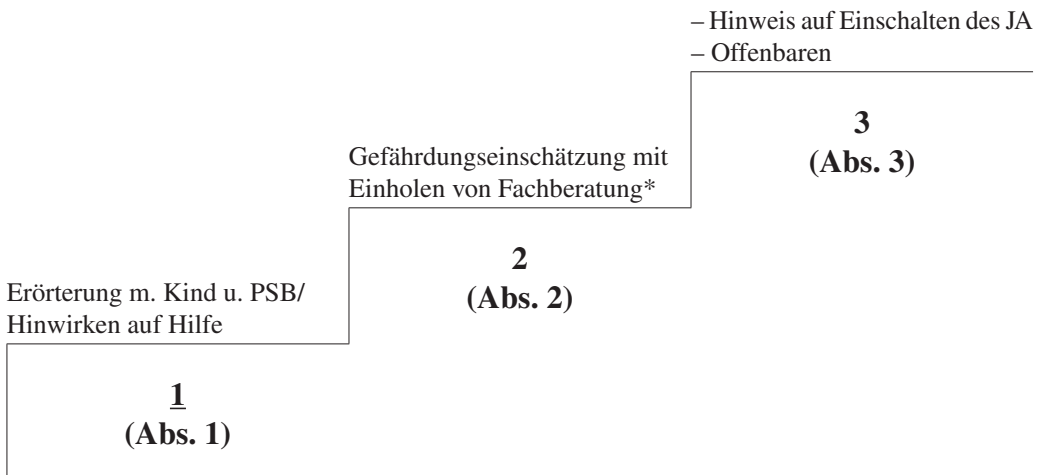 – Hinweis auf Einschalten des JA
– Offenbaren
3
(Abs. 3)
Gefährdungseinschätzung mit
Einholen von Fachberatung*
2
(Abs. 2)
Erörterung m. Kind u. PSB/
Hinwirken auf Hilfe
1
(Abs. 1)